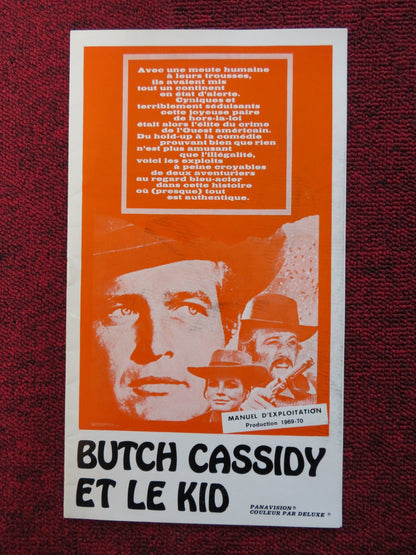 Avec une meute humaine
à leurs trousses,
ils avaient mis
tout un continent
en état d'alerte.
Cyniques et
terriblement séduisants
cette joyeuse paire
de hors-la-loi
était alors l'élite du crime
de l'Ouest américain.
Du hold-up à la comédie
prouvant bien que rien
n'est plus amusant
que l'illégalité,
voici les exploits
à peine croyables
de deux aventuriers
au regard bleu-acier
dans cette histoire
où (presque) tout
est authentique.
MANUEL D'EXPLOITATION
Production 1969-70
BUTCH CASSIDY
ET LE KID
PANAVISION®
COULEUR PAR DELUXE®